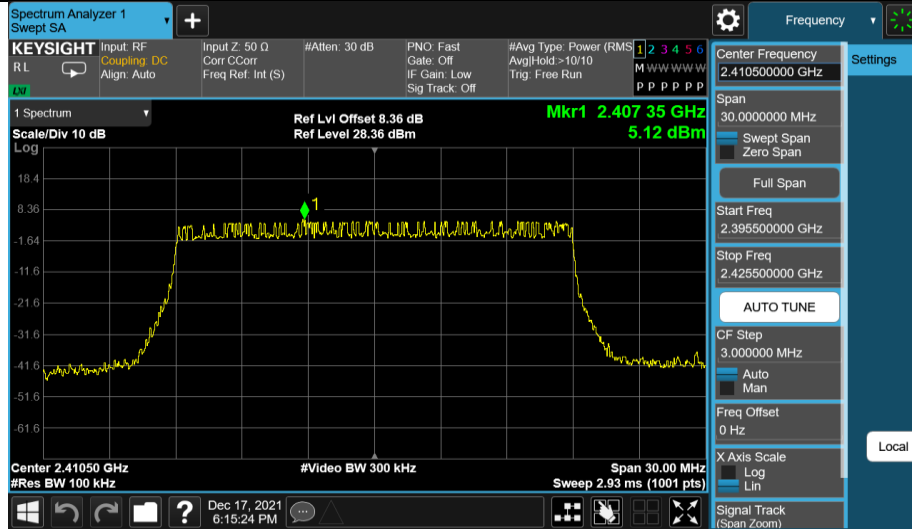 Spectrum Analyzer 1
Swept SA
Frequency
KEYSIGHT
R L
LXI
Input: RF
Coupling: DC
Align: Auto
Input Z: 50 Ω
Corr CCorr
Freq Ref: Int (S)
#Atten: 30 dB
PNO: Fast
Gate: Off
IF Gain: Low
Sig Track: Off
#Avg Type: Power (RMS
Avg|Hold:>10/10
Trig: Free Run
1 2 3 4 5 6
M W W W W W
P P P P P P
1 Spectrum
Scale/Div 10 dB
Log
Ref Lvl Offset 8.36 dB
Ref Level 28.36 dBm
Mkr1 2.407 35 GHz
5.12 dBm
1
18.4
8.36
-1.64
-11.6
-21.6
-31.6
-41.6
-51.6
-61.6
Center 2.41050 GHz
#Res BW 100 kHz
#Video BW 300 kHz
Span 30.00 MHz
Sweep 2.93 ms (1001 pts)
Center Frequency
2.410500000 GHz
Span
30.0000000 MHz
Swept Span
Zero Span
Full Span
Start Freq
2.395500000 GHz
Stop Freq
2.425500000 GHz
AUTO TUNE
CF Step
3.000000 MHz
Auto
Man
Freq Offset
0 Hz
X Axis Scale
Log
Lin
Signal Track
(Span Zoom)
Settings
Local
?
Dec 17, 2021
6:15:24 PM